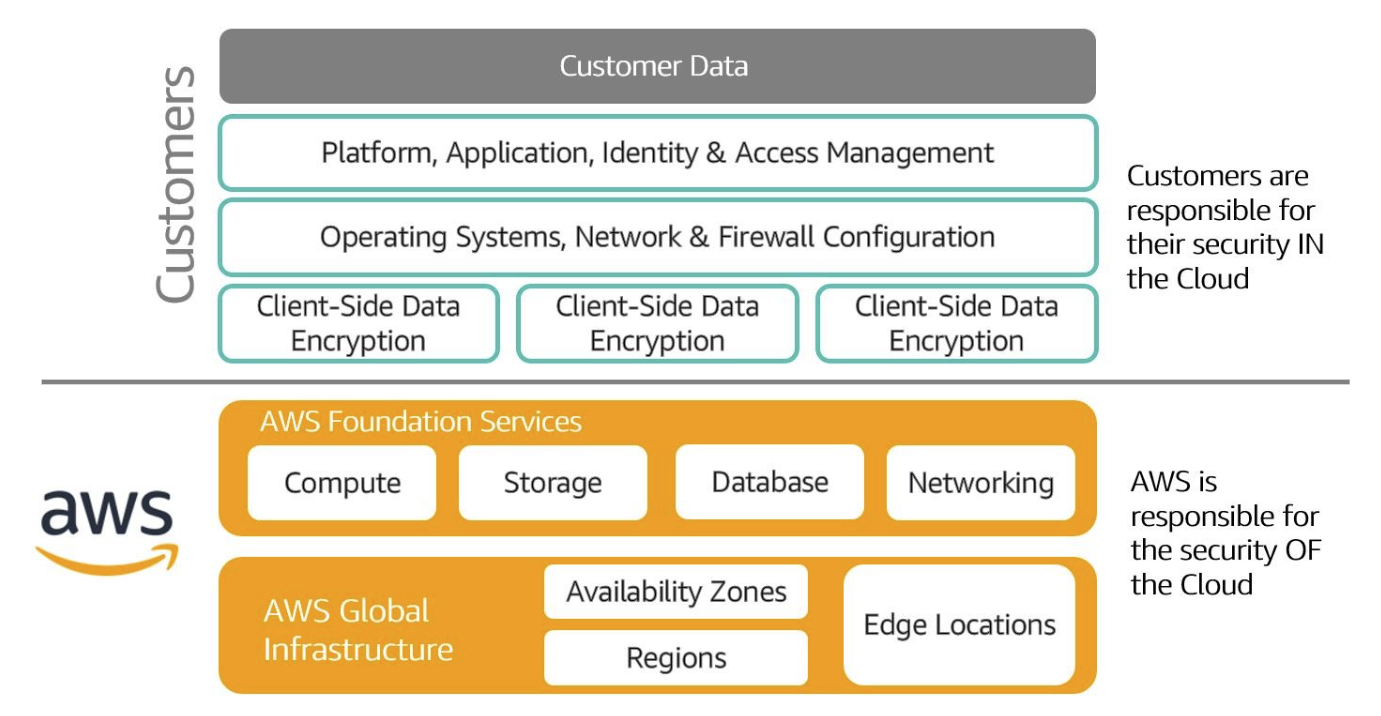 Customers
Customer Data
Platform, Application, Identity & Access Management
Operating Systems, Network & Firewall Configuration
Client-Side Data
Encryption
Client-Side Data
Encryption
Client-Side Data
Encryption
Customers are
responsible for
their security IN
the Cloud
aws
AWS Foundation Services
Compute
Storage
Database
Networking
AWS Global
Infrastructure
Availability Zones
Regions
Edge Locations
AWS is
responsible for
the security OF
the Cloud